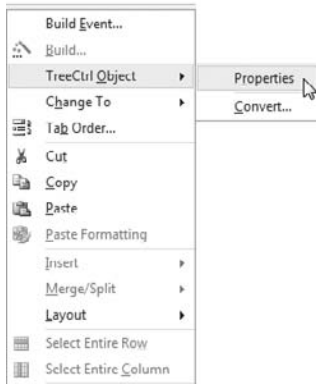 Build Event...
Build...
TreeCtrl Object
Properties
Change To
Convert...
Tab Order...
Cut
Copy
Paste
Paste Formatting
Insert
Merge/Split
Layout
Select Entire Row
Select Entire Column